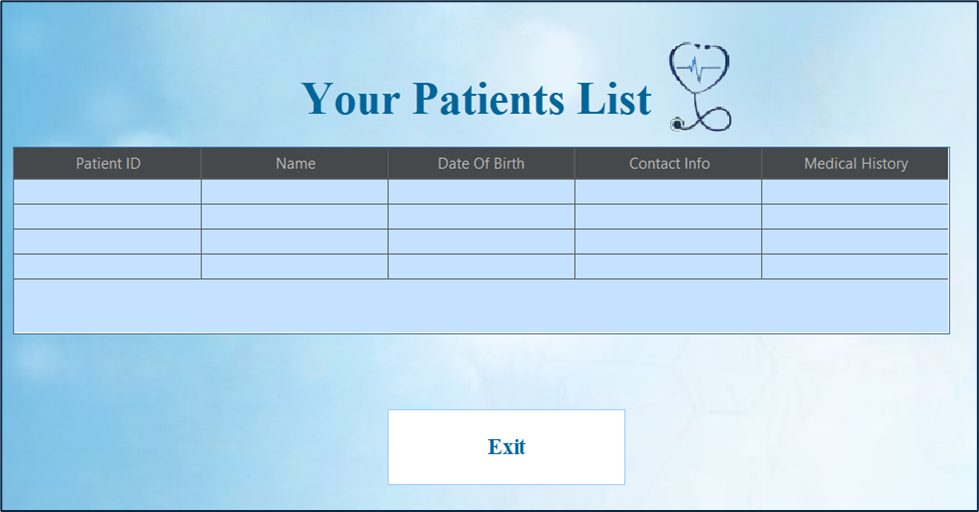 Your Patients List
Patient ID Name Date Of Birth Contact Info Medical History
Exit